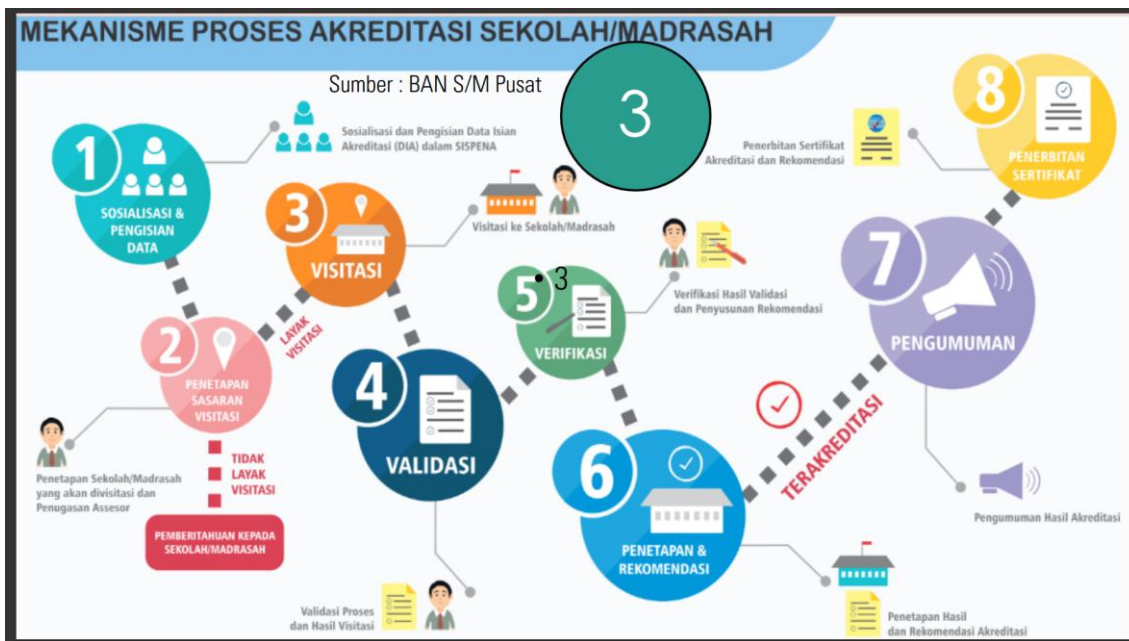 MEKANISME PROSES AKREDITASI SEKOLAH/MADRASAH
Sumber : BAN S/M Pusat
3
1
SOSIALISASI &
PENGISIAN
DATA
Sosialisasi dan Pengisian Data Isian
Akreditasi (DIA) dalam SISPENA
2
PENETAPAN
SASARAN
VISITASI
Penetapan Sekolah/Madrasah
yang akan divisitasi dan
Penugasan Assesor
TIDAK
LAYAK
VISITASI
PEMBERITAHUAN KEPADA
SEKOLAH/MADRASAH
LAYAK
VISITASI
3
VISITASI
Visitasi ke Sekolah/Madrasah
4
VALIDASI
Validasi Proses
dan Hasil Visitasi
5
• 3
VERIFIKASI
Verifikasi Hasil Validasi
dan Penyusunan Rekomendasi
6
PENETAPAN &
REKOMENDASI
Penetapan Hasil
dan Rekomendasi Akreditasi
TERAKREDITASI
7
PENGUMUMAN
Pengumuman Hasil Akreditasi
8
PENERBITAN
SERTIFIKAT
Penerbitan Sertifikat
Akreditasi dan Rekomendasi